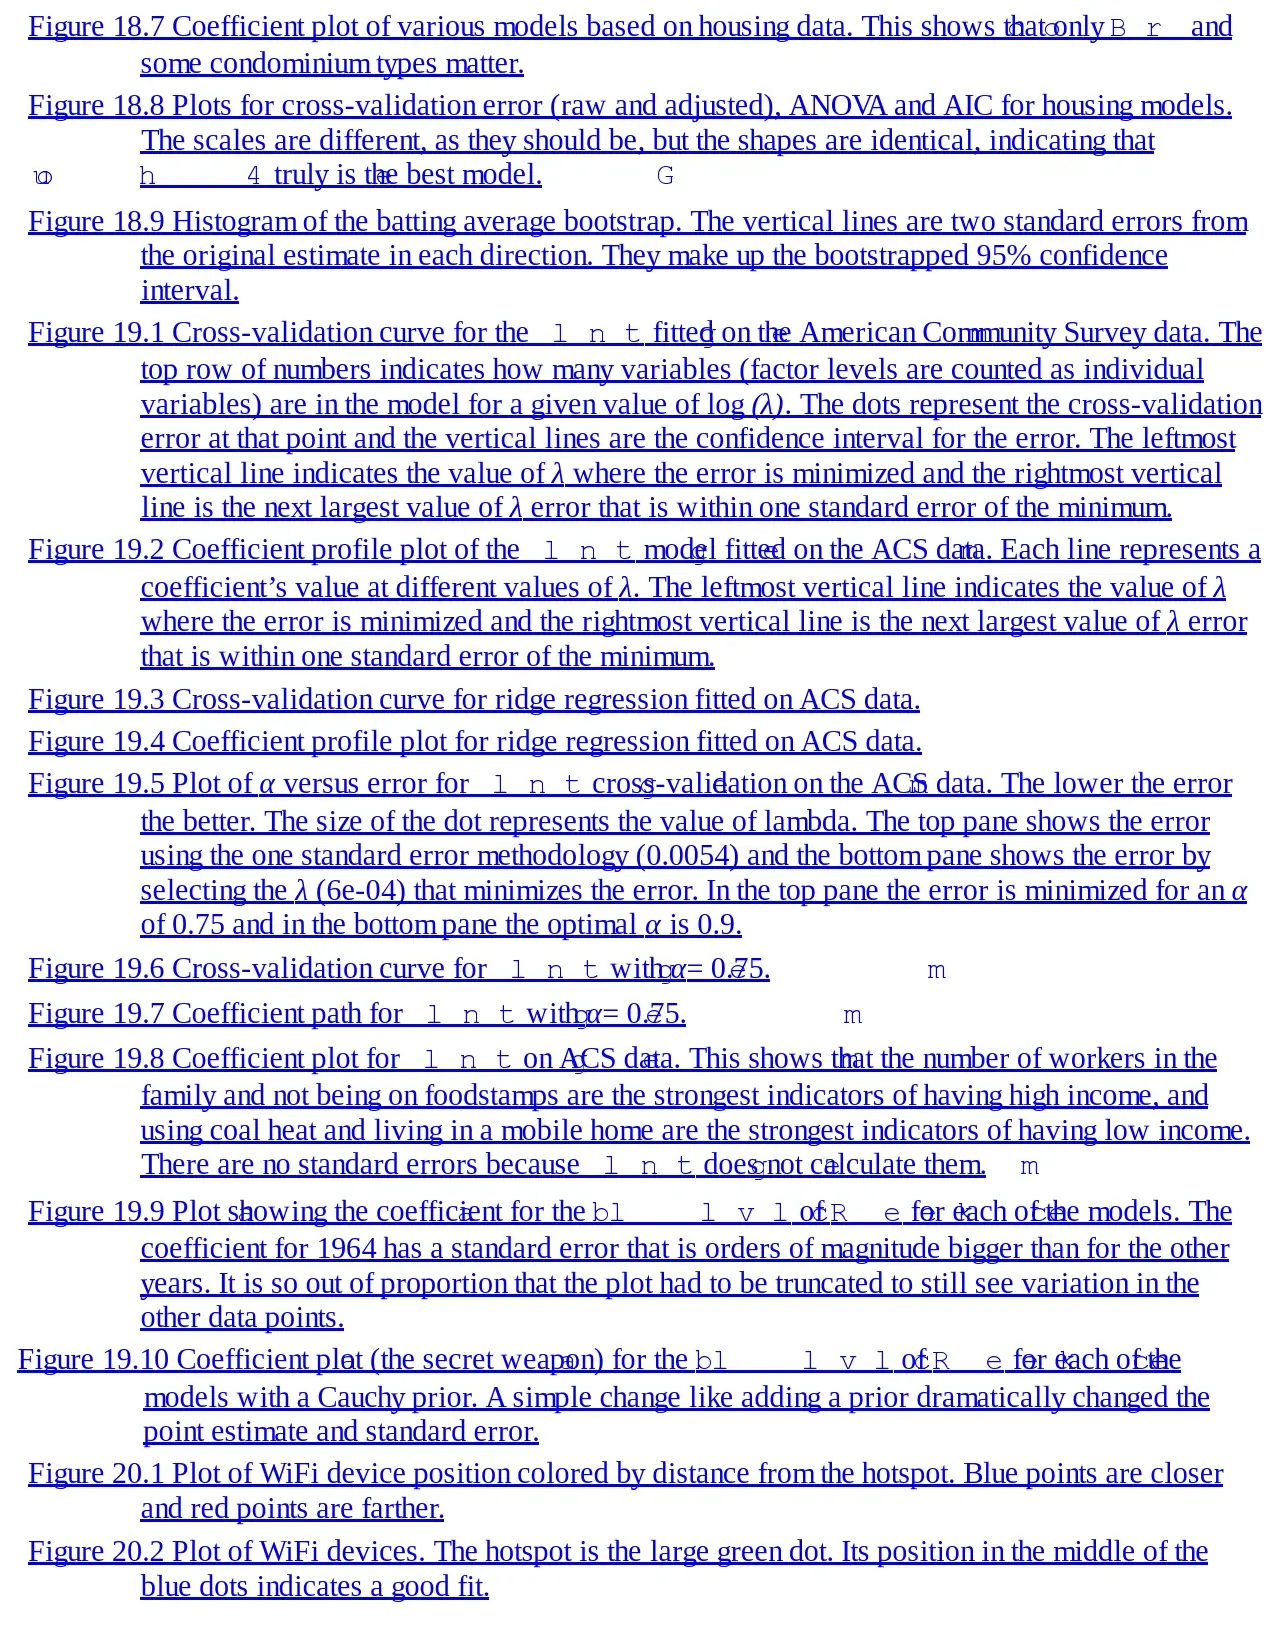 Figure 18.7 Coefficient plot of various models based on housing data. This shows that only B r and
some condominium types matter.
Figure 18.8 Plots for cross-validation error (raw and adjusted), ANOVA and AIC for housing models.
The scales are different, as they should be, but the shapes are identical, indicating that
h 4 truly is the best model. G
Figure 18.9 Histogram of the batting average bootstrap. The vertical lines are two standard errors from
the original estimate in each direction. They make up the bootstrapped 95% confidence
interval.
Figure 19.1 Cross-validation curve for the l n t fitted on the American Community Survey data. The
top row of numbers indicates how many variables (factor levels are counted as individual
variables) are in the model for a given value of log (λ). The dots represent the cross-validation
error at that point and the vertical lines are the confidence interval for the error. The leftmost
vertical line indicates the value of λ where the error is minimized and the rightmost vertical
line is the next largest value of λ error that is within one standard error of the minimum.
Figure 19.2 Coefficient profile plot of the l n t model fitted on the ACS data. Each line represents a
coefficient’s value at different values of λ. The leftmost vertical line indicates the value of λ
where the error is minimized and the rightmost vertical line is the next largest value of λ error
that is within one standard error of the minimum.
Figure 19.3 Cross-validation curve for ridge regression fitted on ACS data.
Figure 19.4 Coefficient profile plot for ridge regression fitted on ACS data.
Figure 19.5 Plot of α versus error for l n t cross-validation on the ACS data. The lower the error
the better. The size of the dot represents the value of lambda. The top pane shows the error
using the one standard error methodology (0.0054) and the bottom pane shows the error by
selecting the λ (6e-04) that minimizes the error. In the top pane the error is minimized for an α
of 0.75 and in the bottom pane the optimal α is 0.9.
Figure 19.6 Cross-validation curve for l n t with α = 0.75. m
Figure 19.7 Coefficient path for l n t with α = 0.75. m
Figure 19.8 Coefficient plot for l n t on ACS data. This shows that the number of workers in the
family and not being on foodstamps are the strongest indicators of having high income, and
using coal heat and living in a mobile home are the strongest indicators of having low income.
There are no standard errors because l n t does not calculate them. m
Figure 19.9 Plot showing the coefficient for the bl l v l of R e for each of the models. The
coefficient for 1964 has a standard error that is orders of magnitude bigger than for the other
years. It is so out of proportion that the plot had to be truncated to still see variation in the
other data points.
Figure 19.10 Coefficient plot (the secret weapon) for the bl l v l of R e for each of the
models with a Cauchy prior. A simple change like adding a prior dramatically changed the
point estimate and standard error.
Figure 20.1 Plot of WiFi device position colored by distance from the hotspot. Blue points are closer
and red points are farther.
Figure 20.2 Plot of WiFi devices. The hotspot is the large green dot. Its position in the middle of the
blue dots indicates a good fit.